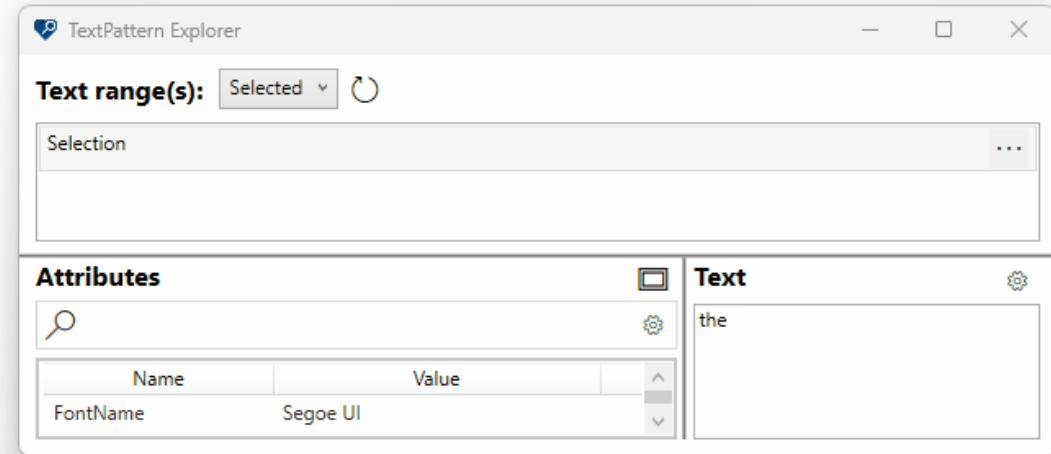 TextPattern Explorer
Text range(s): Selected
Selection
...
Attributes
Text
the
Name Value
FontName Segoe UI